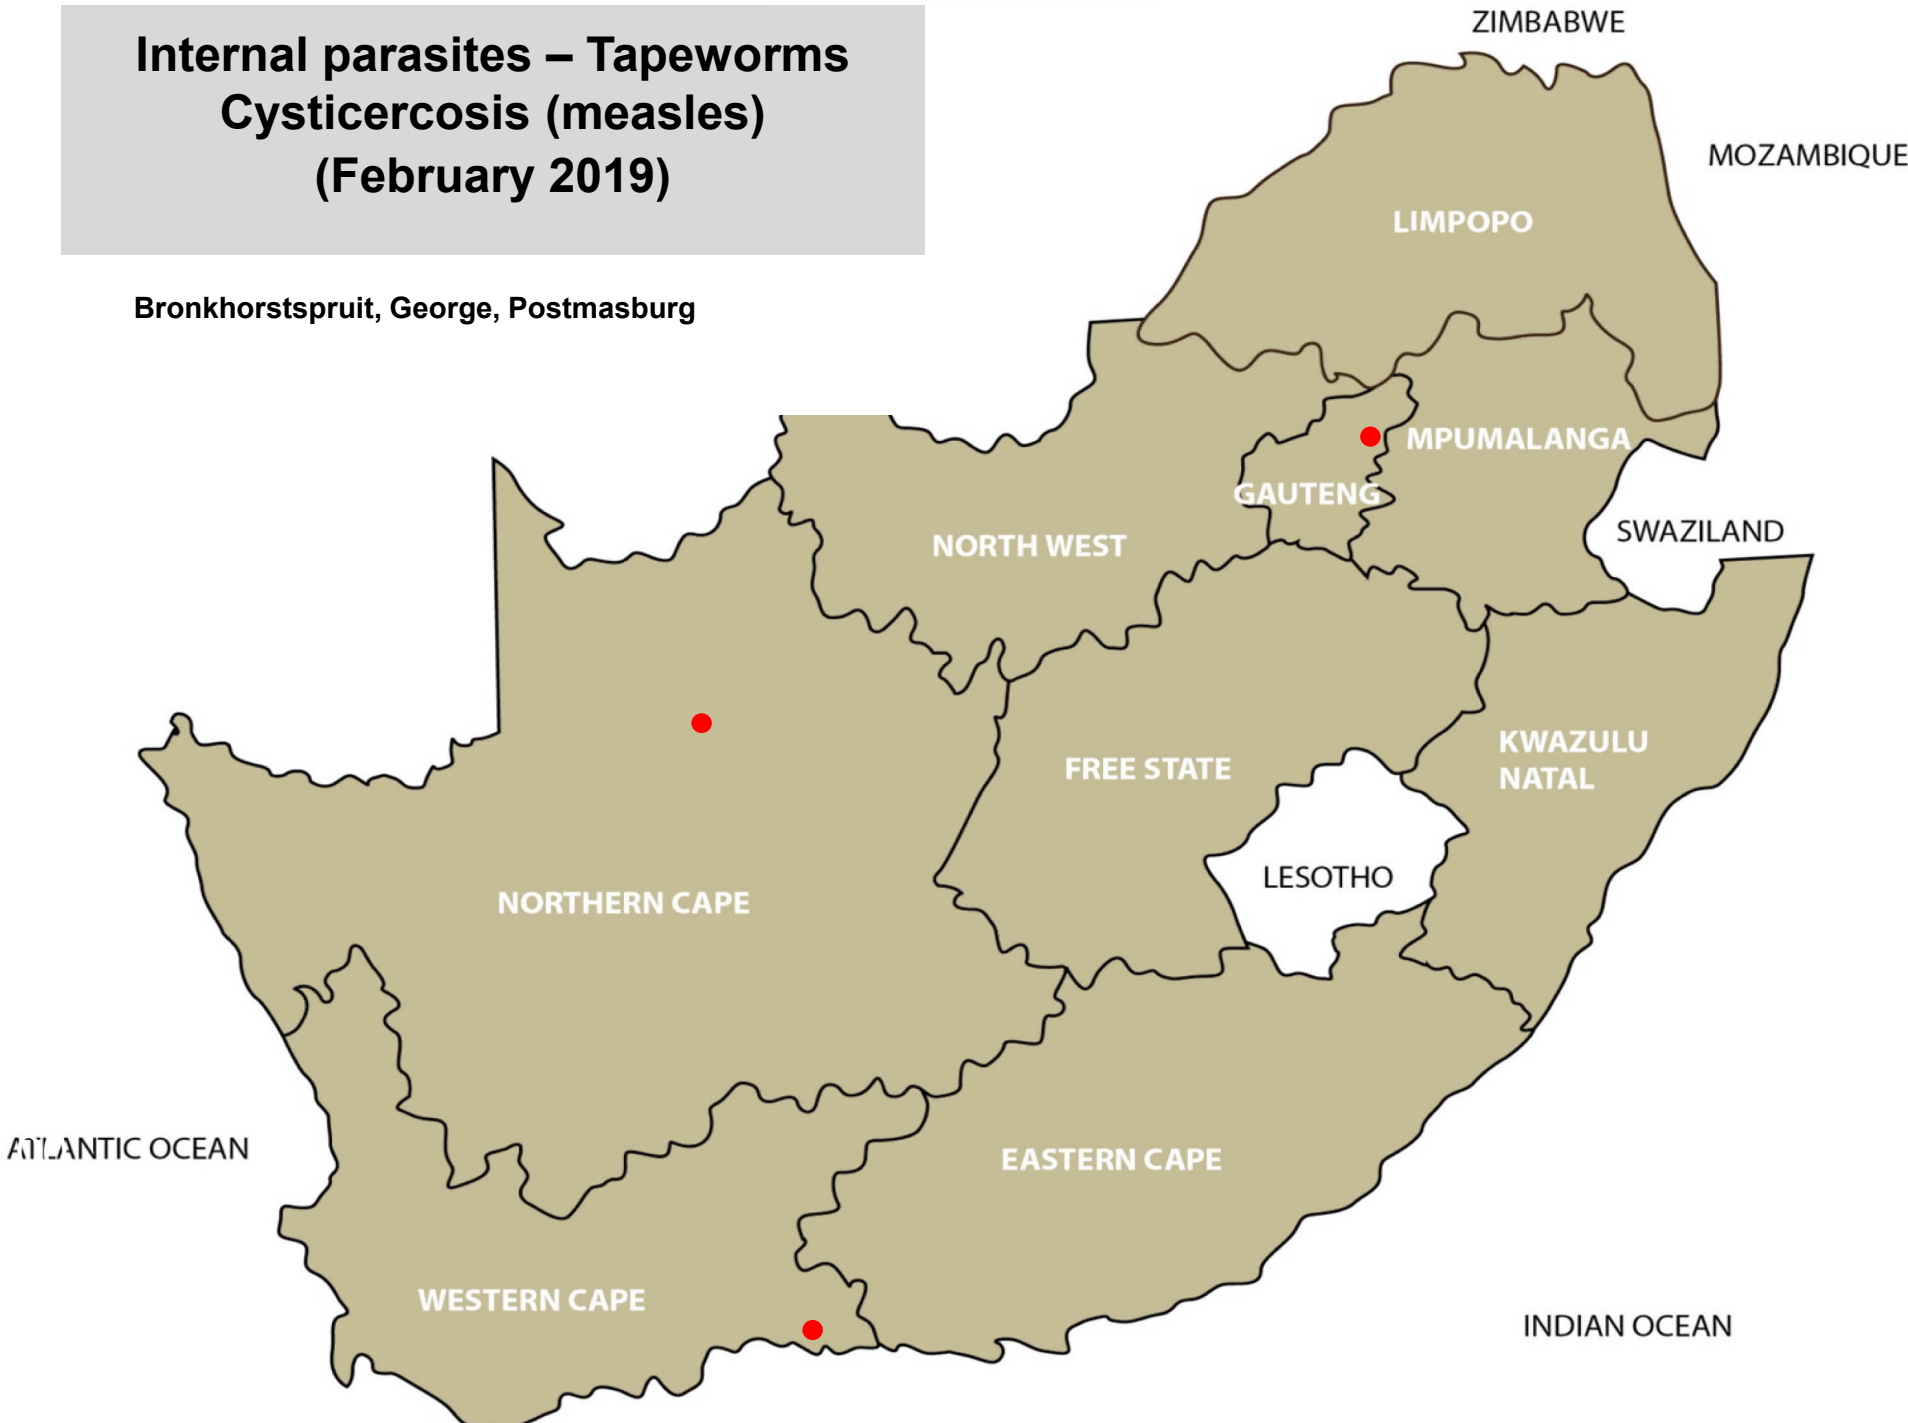 Internal parasites – Tapeworms
Cysticercosis (measles)
(February 2019)
Bronkhorstspruit, George, Postmasburg
ZIMBABWE
MOZAMBIQUE
LIMPOPO
MPUMALANGA
GAUTENG
NORTH WEST
SWAZILAND
KWAZULU
NATAL
FREE STATE
LESOTHO
NORTHERN CAPE
ATLANTIC OCEAN
EASTERN CAPE
WESTERN CAPE
INDIAN OCEAN